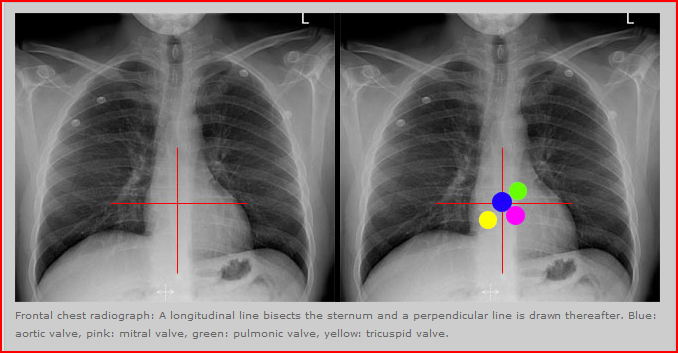 L
L
Frontal chest radiograph: A longitudinal line bisects the sternum and a perpendicular line is drawn thereafter. Blue:
aortic valve, pink: mitral valve, green: pulmonic valve, yellow: tricuspid valve.